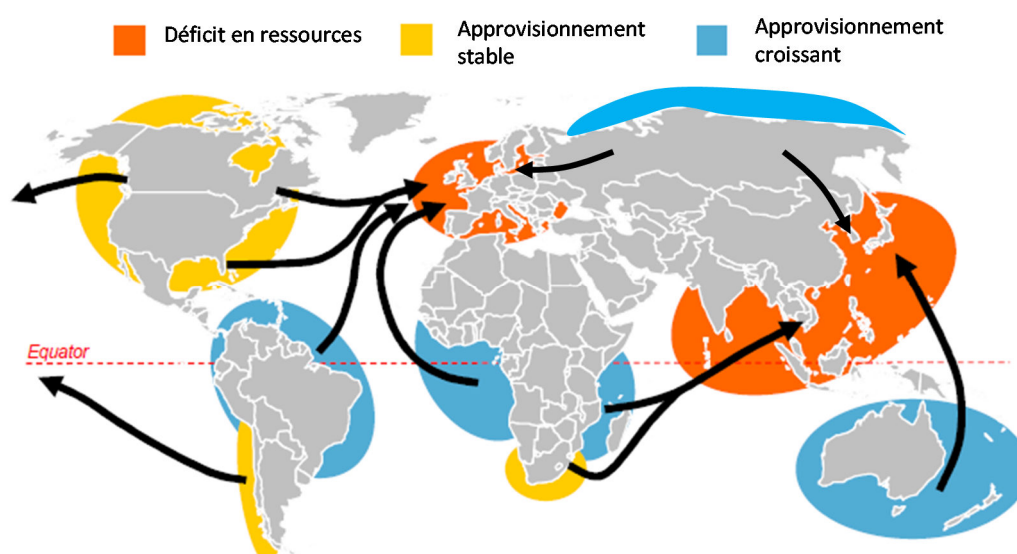 Déficit en ressources
Approvisionnement
stable
Approvisionnement
croissant
Equator